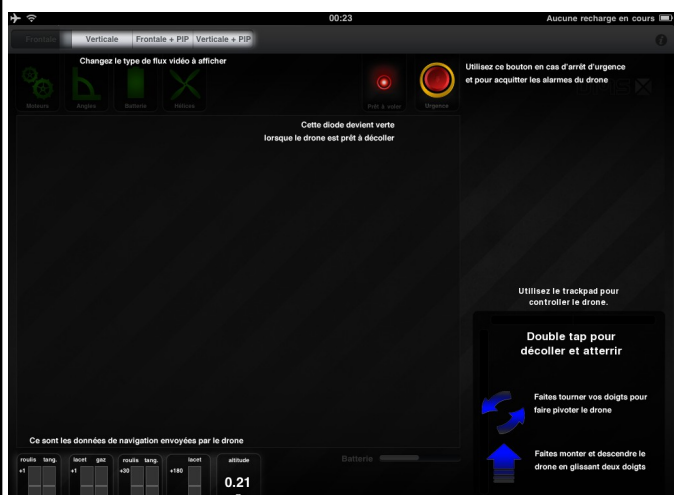 00:23
Aucune recharge en cours
Frontale Verticale Frontale + PIP Verticale + PIP
Changez le type de flux vidéo à afficher
Utilisez ce bouton en cas d'arrêt d'urgence
et pour acquitter les alarmes du drone
Moteurs Angles Batterie Hélices Prêt à voler Urgence
Cette diode devient verte
lorsque le drone est prêt à décoller
Utilisez le trackpad pour
controller le drone.
Double tap pour
décoller et atterrir
Faites tourner vos doigts pour
faire pivoter le drone
Faites monter et descendre le
drone en glissant deux doigts
Ce sont les données de navigation envoyées par le drone
Batterie
roulis tang. lacet gaz roulis tang. lacet altitude
+1 +1 +30 +180
0.21